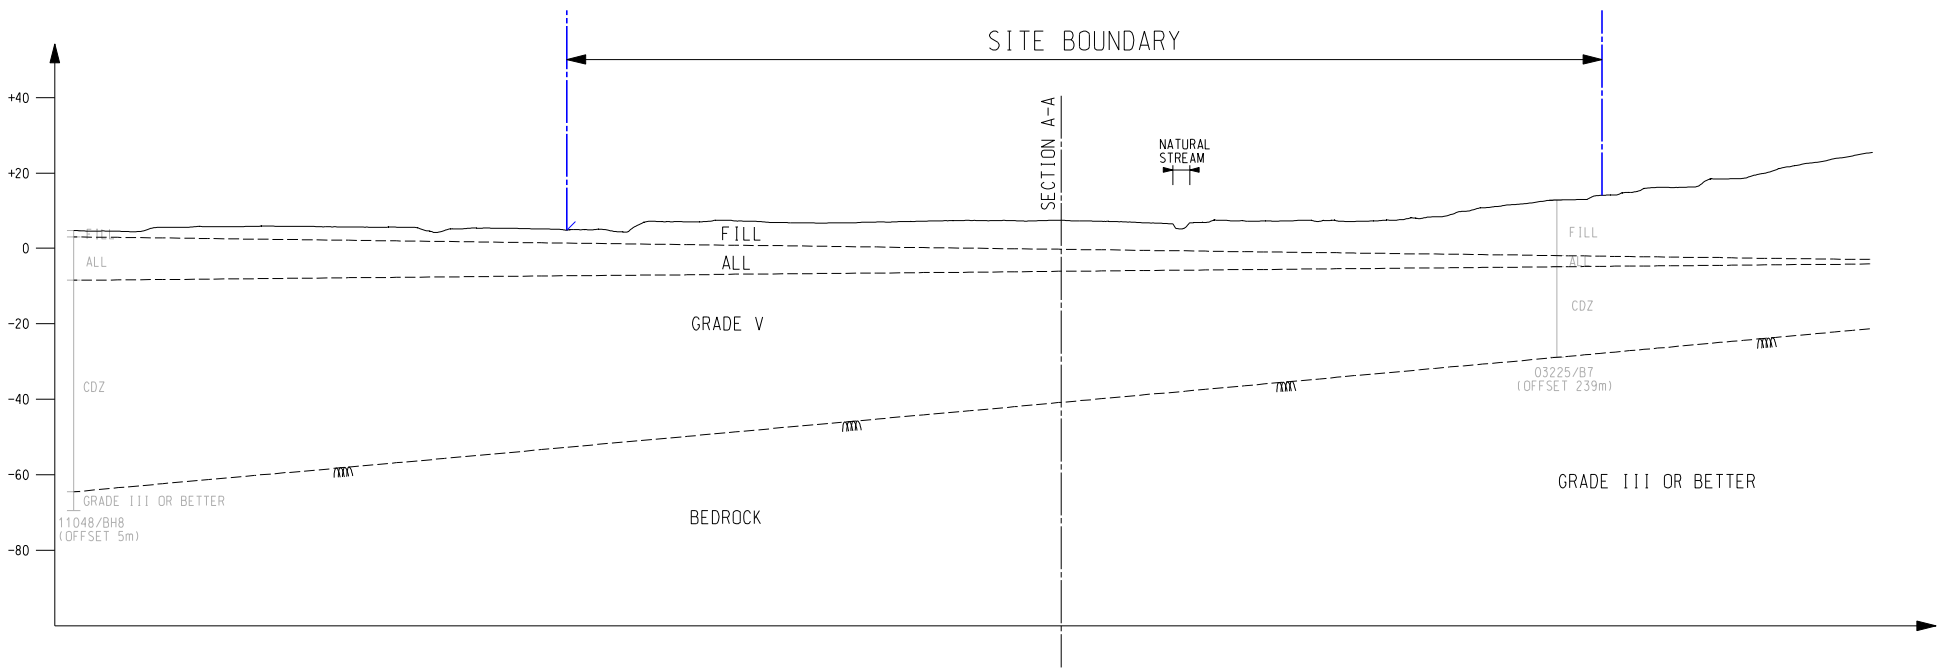 SITE BOUNDARY
+40
SECTION A-A
NATURAL
STREAM
+20
0
FILL
FILL
FILL
ALL
ALL
ALL
-20
GRADE V
CDZ
CDZ
-40
03225/B7
(OFFSET 239m)
-60
GRADE III OR BETTER
GRADE III OR BETTER
11048/BH8
(OFFSET 5m)
BEDROCK
-80